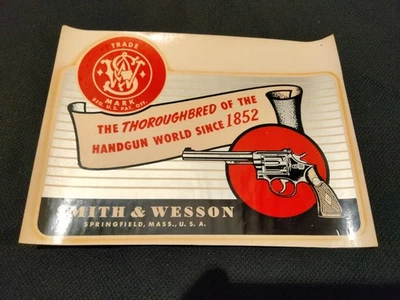 TRADE
S&W
MARK
REG. U.S. PAT. OFF.
THE THOROUGHBRED OF THE
HANDGUN WORLD SINCE 1852
SMITH & WESSON
SPRINGFIELD, MASS., U. S. A.